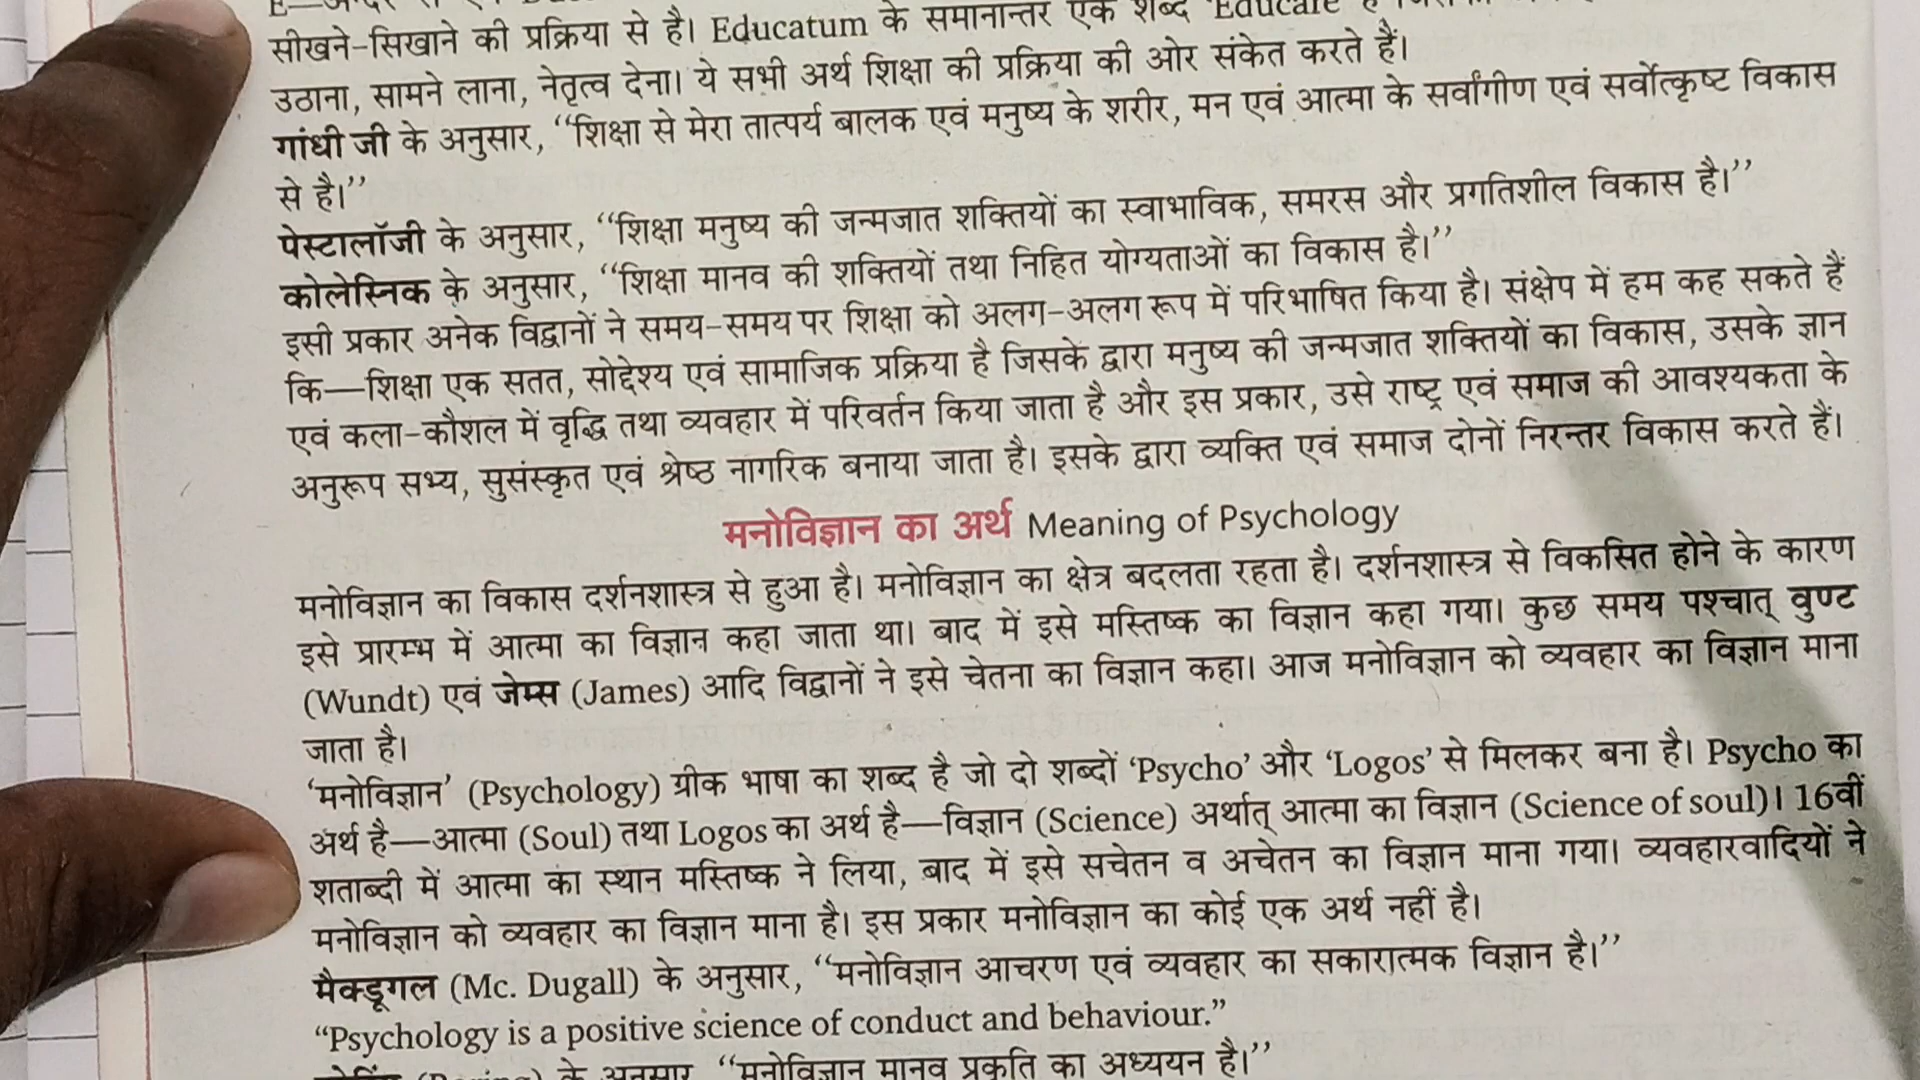 सीखने-सिखाने की प्रक्रिया से है। Educatum के समानान्तर एक शब्द 'Educare'
उठाना, सामने लाना, नेतृत्व देना। ये सभी अर्थ शिक्षा की प्रक्रिया की ओर संकेत करते हैं।
गांधी जी के अनुसार, “शिक्षा से मेरा तात्पर्य बालक एवं मनुष्य के शरीर, मन एवं आत्मा के सर्वांगीण एवं सर्वोत्कृष्ट विकास
से है।”
पेस्टालॉजी के अनुसार, “शिक्षा मनुष्य की जन्मजात शक्तियों का स्वाभाविक, समरस और प्रगतिशील विकास है।”
कोलेस्निक के अनुसार, “शिक्षा मानव की शक्तियों तथा निहित योग्यताओं का विकास है।”
इसी प्रकार अनेक विद्वानों ने समय-समय पर शिक्षा को अलग-अलग रूप में परिभाषित किया है। संक्षेप में हम कह सकते हैं
कि—शिक्षा एक सतत, सोद्देश्य एवं सामाजिक प्रक्रिया है जिसके द्वारा मनुष्य की जन्मजात शक्तियों का विकास, उसके ज्ञान
एवं कला-कौशल में वृद्धि तथा व्यवहार में परिवर्तन किया जाता है और इस प्रकार, उसे राष्ट्र एवं समाज की आवश्यकता के
अनुरूप सभ्य, सुसंस्कृत एवं श्रेष्ठ नागरिक बनाया जाता है। इसके द्वारा व्यक्ति एवं समाज दोनों निरन्तर विकास करते हैं।
मनोविज्ञान का अर्थ Meaning of Psychology
मनोविज्ञान का विकास दर्शनशास्त्र से हुआ है। मनोविज्ञान का क्षेत्र बदलता रहता है। दर्शनशास्त्र से विकसित होने के कारण
इसे प्रारम्भ में आत्मा का विज्ञान कहा जाता था। बाद में इसे मस्तिष्क का विज्ञान कहा गया। कुछ समय पश्चात् वुण्ट
(Wundt) एवं जेम्स (James) आदि विद्वानों ने इसे चेतना का विज्ञान कहा। आज मनोविज्ञान को व्यवहार का विज्ञान माना
जाता है।
‘मनोविज्ञान’ (Psychology) ग्रीक भाषा का शब्द है जो दो शब्दों ‘Psycho’ और ‘Logos’ से मिलकर बना है। Psycho का
अर्थ है—आत्मा (Soul) तथा Logos का अर्थ है—विज्ञान (Science) अर्थात् आत्मा का विज्ञान (Science of soul)। 16वीं
शताब्दी में आत्मा का स्थान मस्तिष्क ने लिया, बाद में इसे सचेतन व अचेतन का विज्ञान माना गया। व्यवहारवादियों ने
मनोविज्ञान को व्यवहार का विज्ञान माना है। इस प्रकार मनोविज्ञान का कोई एक अर्थ नहीं है।
मैक्डूगल (Mc. Dugall) के अनुसार, “मनोविज्ञान आचरण एवं व्यवहार का सकारात्मक विज्ञान है।”
“Psychology is a positive science of conduct and behaviour.”
के अनुसार, “मनोविज्ञान मानव प्रकृति का अध्ययन है।”